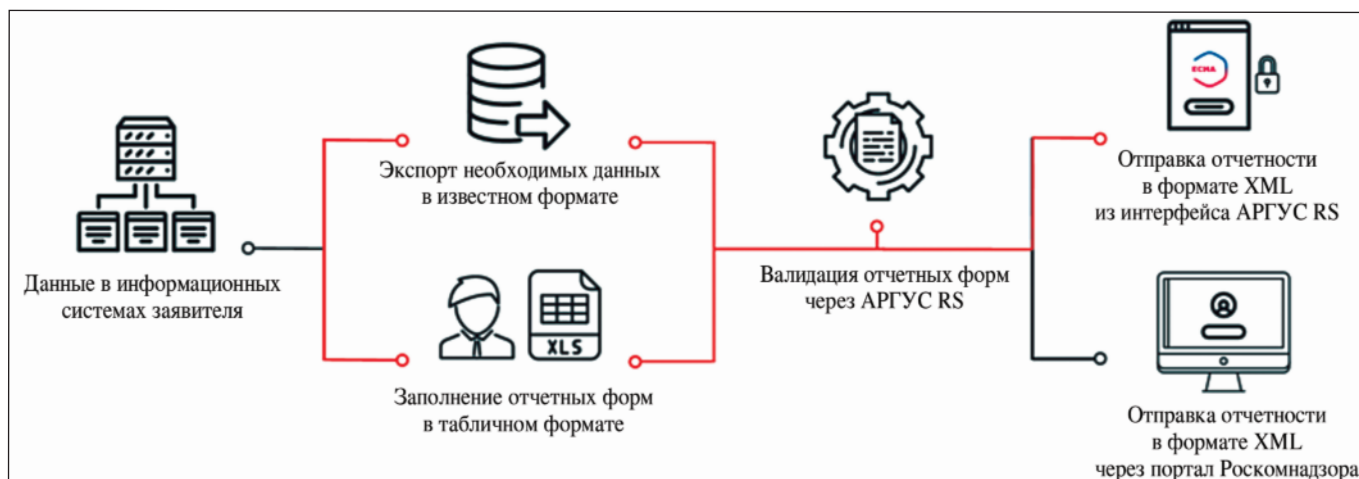 Данные в информационных
системах заявителя
Экспорт необходимых данных
в известном формате
XLS
Заполнение отчетных форм
в табличном формате
Валидация отчетных форм
через АРГУС RS
ЕСМА
Отправка отчетности
в формате XML
из интерфейса АРГУС RS
Отправка отчетности
в формате XML
через портал Роскомнадзора